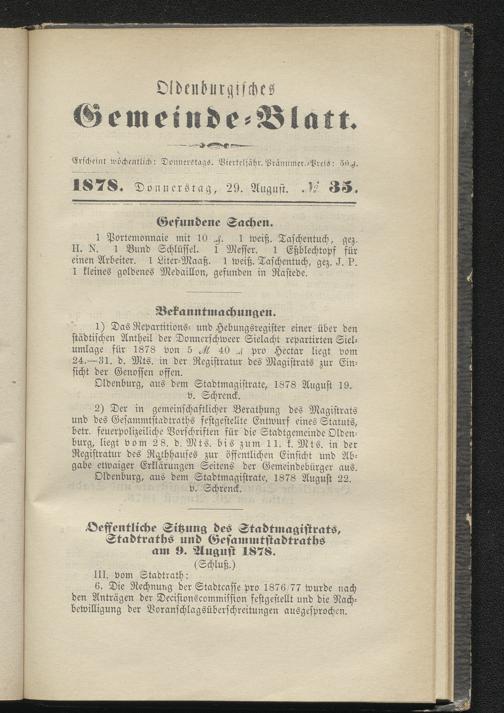 Oldenburgisches
Gemeinde-Blatt.
Erscheint wöchentlich: Donnerstags. Vierteljähr. Pränumer.-Preis: 50 ₰.
1878. Donnerstag, 29. August. № 35.
Gefundene Sachen.
1 Portemonnaie mit 10 ₰. 1 weiß. Taschentuch, gez.
H. N. 1 Bund Schlüssel. 1 Messer. 1 Eßblechtopf für
einen Arbeiter. 1 Liter-Maaß. 1 weiß. Taschentuch, gez. J. P.
1 kleines goldenes Medaillon, gefunden in Rastede.
Bekanntmachungen.
1) Das Repartitions- und Hebungsregister einer über den
städtischen Antheil der Donnerschweer Sielacht repartirten Siel-
umlage für 1878 von 5 ℳ 40 ₰ pro Hectar liegt vom
24.—31. d. Mts. in der Registratur des Magistrats zur Ein-
sicht der Genossen offen.
Oldenburg, aus dem Stadtmagistrate, 1878 August 19.
v. Schrenck.
2) Der in gemeinschaftlicher Berathung des Magistrats
und des Gesammtstadtraths festgestellte Entwurf eines Statuts,
betr. feuerpolizeiliche Vorschriften für die Stadtgemeinde Olden-
burg, liegt vom 28. d. Mts. bis zum 11. k. Mts. in der
Registratur des Rathhauses zur öffentlichen Einsicht und Ab-
gabe etwaiger Erklärungen Seitens der Gemeindebürger aus.
Oldenburg, aus dem Stadtmagistrate, 1878 August 22.
v. Schrenck.
Oeffentliche Sitzung des Stadtmagistrats,
Stadtraths und Gesammtstadtraths
am 9. August 1878.
(Schluß.)
III. vom Stadtrath:
6. Die Rechnung der Stadtcasse pro 1876/77 wurde nach
den Anträgen der Decisionscommission festgestellt und die Nach-
bewilligung der Voranschlagsüberschreitungen ausgesprochen.